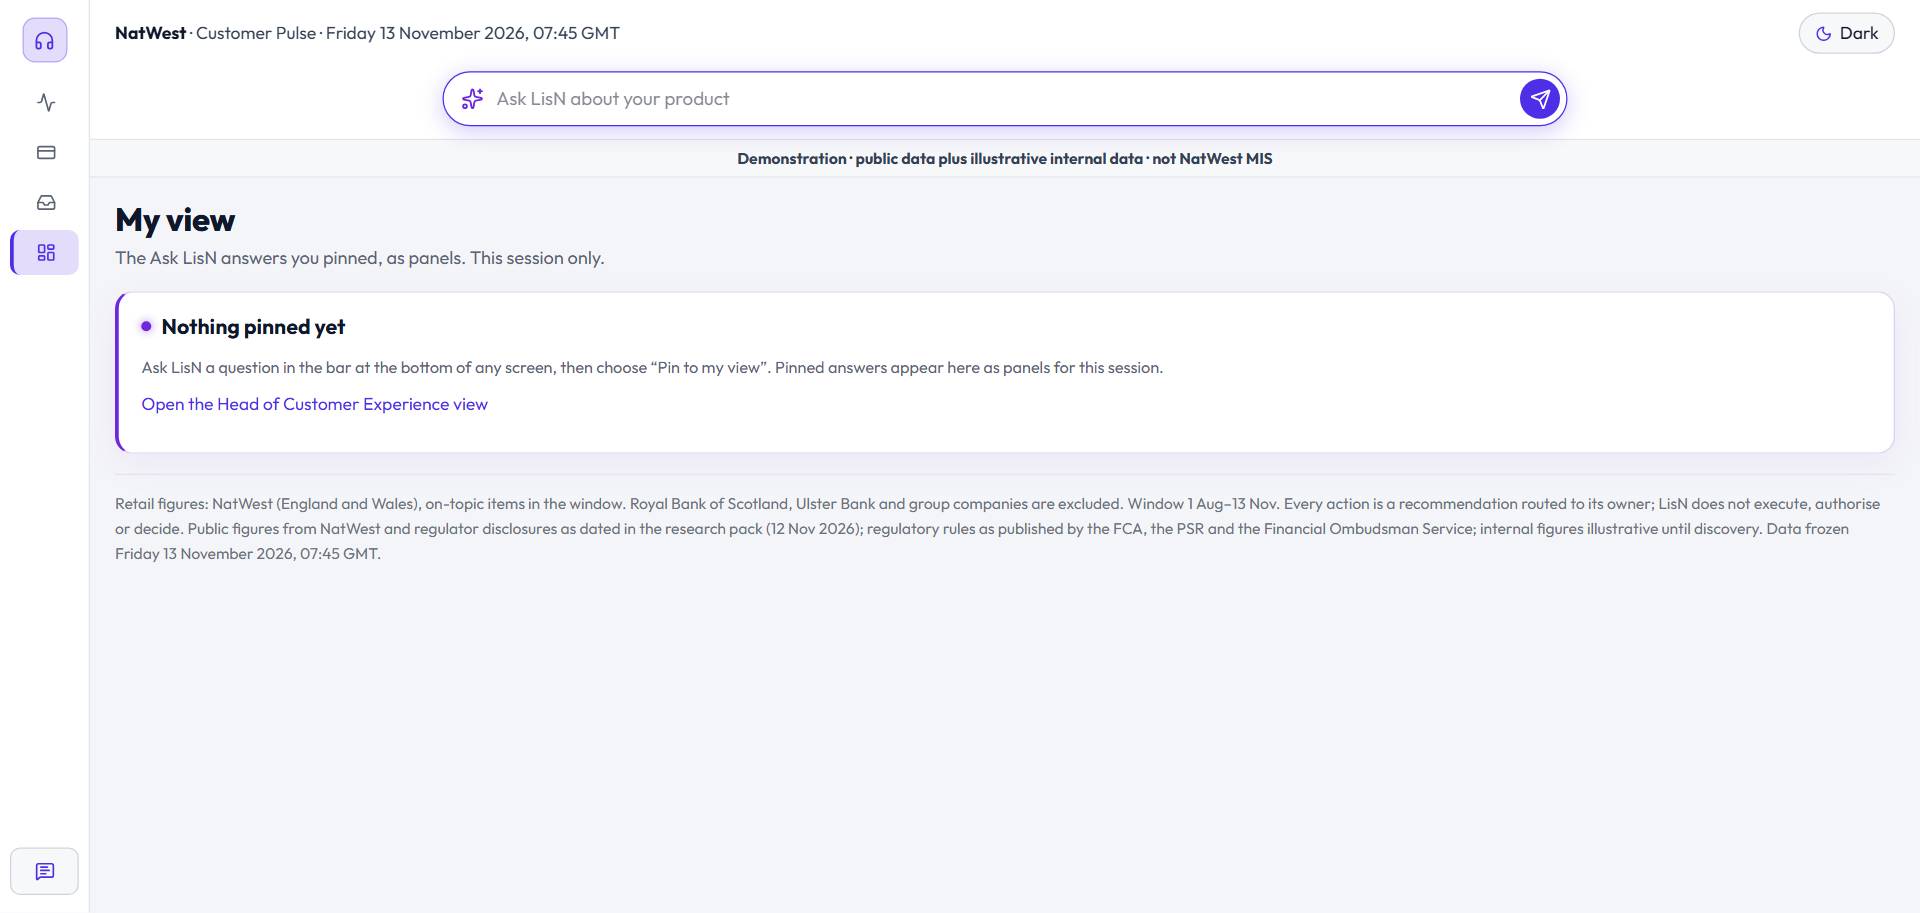 NatWest · Customer Pulse · Friday 13 November 2026, 07:45 GMT
Dark
Ask LisN about your product
Demonstration · public data plus illustrative internal data · not NatWest MIS
My view
The Ask LisN answers you pinned, as panels. This session only.
Nothing pinned yet
Ask LisN a question in the bar at the bottom of any screen, then choose “Pin to my view”. Pinned answers appear here as panels for this session.
Open the Head of Customer Experience view
Retail figures: NatWest (England and Wales), on-topic items in the window. Royal Bank of Scotland, Ulster Bank and group companies are excluded. Window 1 Aug–13 Nov. Every action is a recommendation routed to its owner; LisN does not execute, authorise
or decide. Public figures from NatWest and regulator disclosures as dated in the research pack (12 Nov 2026); regulatory rules as published by the FCA, the PSR and the Financial Ombudsman Service; internal figures illustrative until discovery. Data frozen
Friday 13 November 2026, 07:45 GMT.